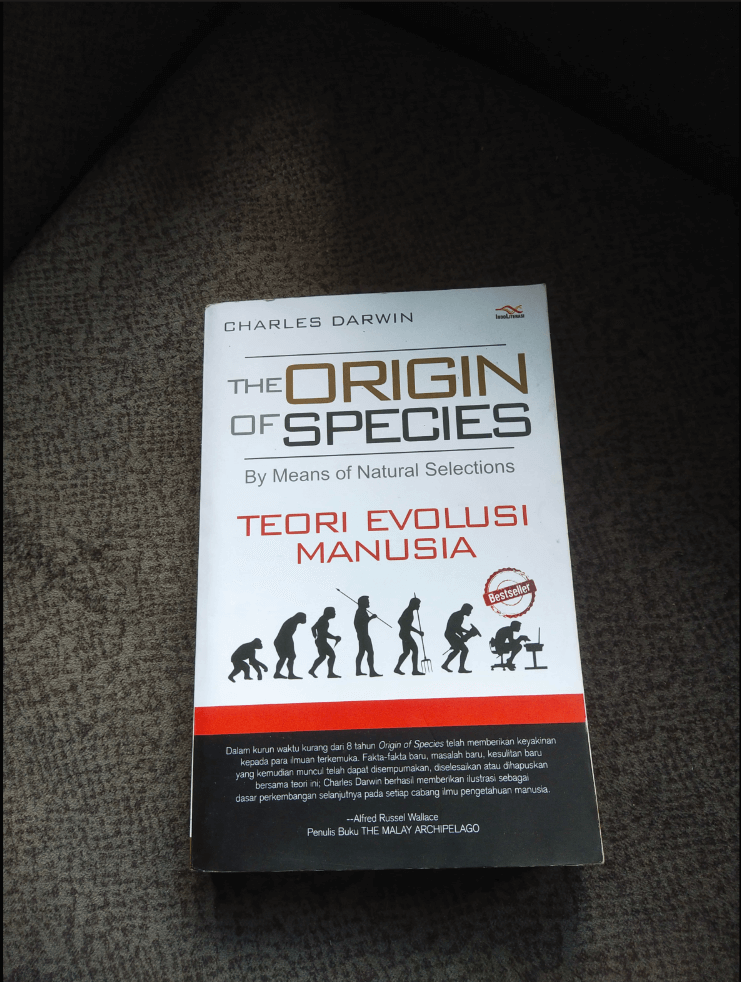 CHARLES DARWIN
IndoLiterasi
THE ORIGIN
OF SPECIES
By Means of Natural Selections
TEORI EVOLUSI
MANUSIA
Bestseller
Dalam kurun waktu kurang dari 8 tahun Origin of Species telah memberikan keyakinan
kepada para ilmuan terkemuka. Fakta-fakta baru, masalah baru, kesulitan baru
yang kemudian muncul telah dapat disempurnakan, diselesaikan atau dihapuskan
bersama teori ini; Charles Darwin berhasil memberikan ilustrasi sebagai
dasar perkembangan selanjutnya pada setiap cabang ilmu pengetahuan manusia.
--Alfred Russel Wallace
Penulis Buku THE MALAY ARCHIPELAGO